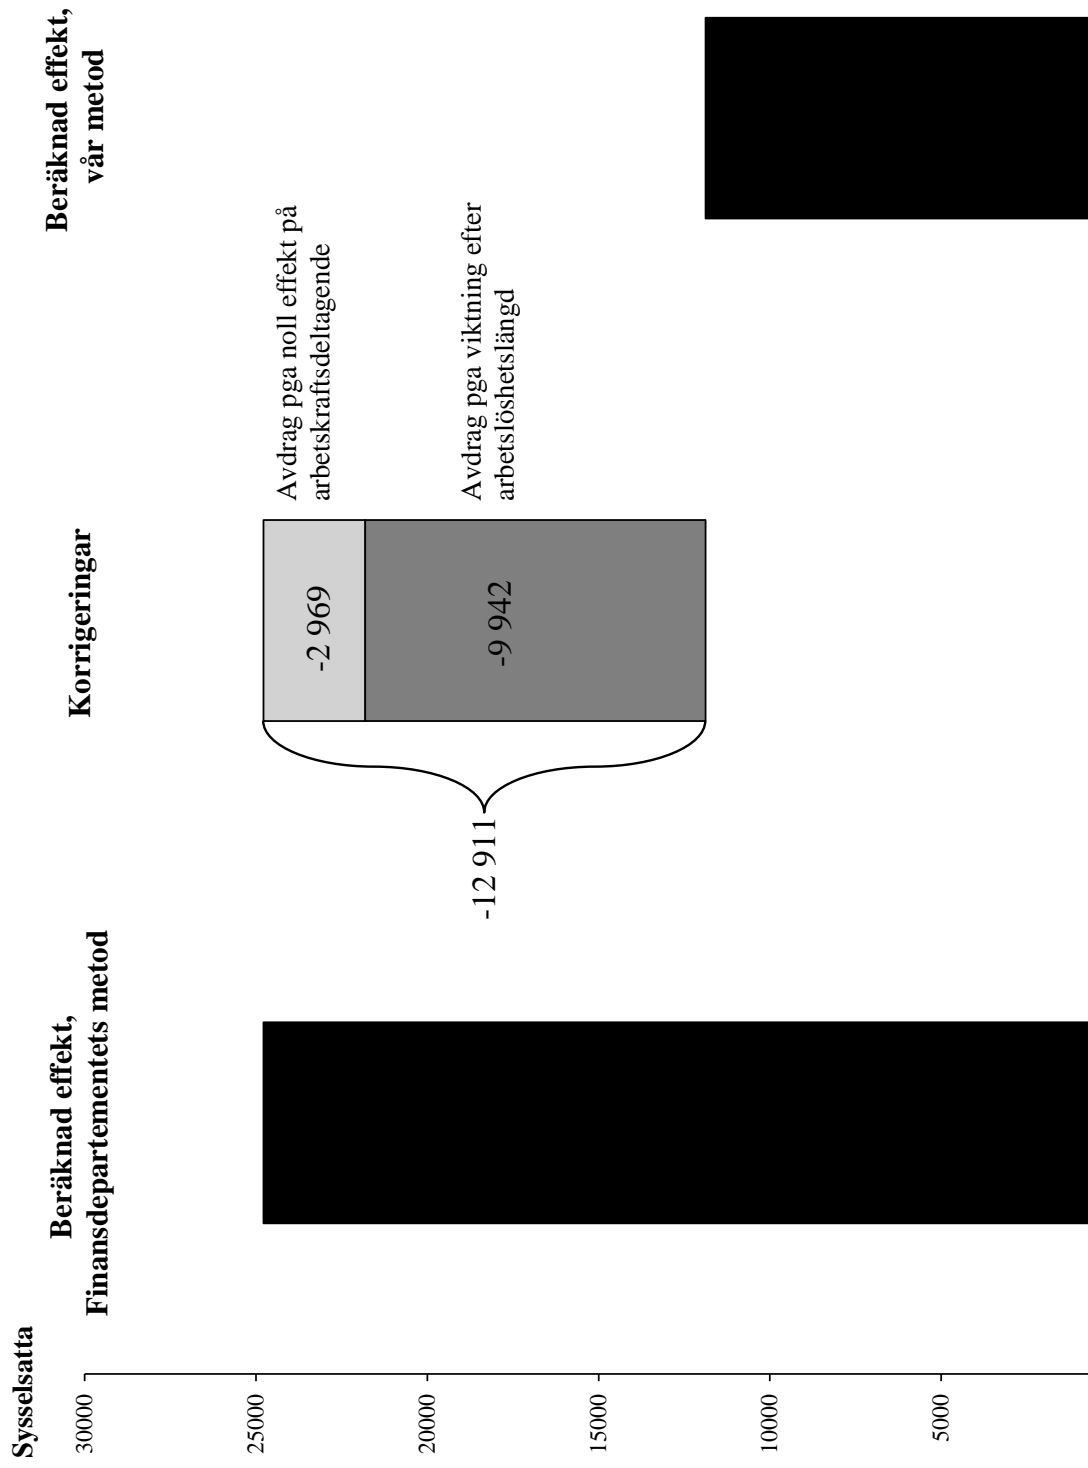 Sysselsatta
Beräknad effekt,
Finansdepartementets metod
Korrigeringar
Beräknad effekt,
vår metod
30000
25000
20000
15000
10000
5000
-12 911
-2 969
-9 942
Avdrag pga noll effekt på
arbetskraftsdeltagende
Avdrag pga viktning efter
arbetslöshetslängd